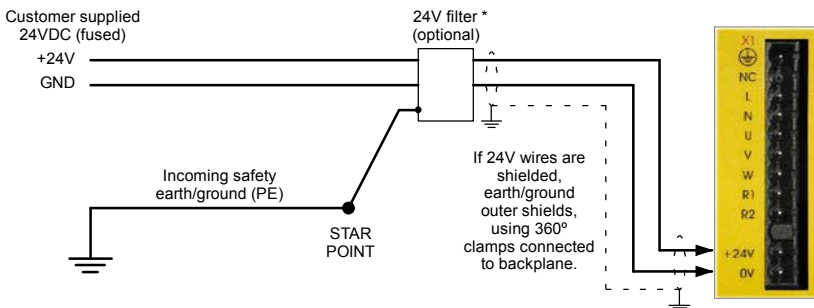 Customer supplied
24VDC (fused)
+24V
GND
24V filter *
(optional)
Incoming safety
earth/ground (PE)
STAR
POINT
If 24V wires are
shielded,
earth/ground
outer shields,
using 360º
clamps connected
to backplane.
X1
NC
L
N
U
V
W
R1
R2
+24V
0V